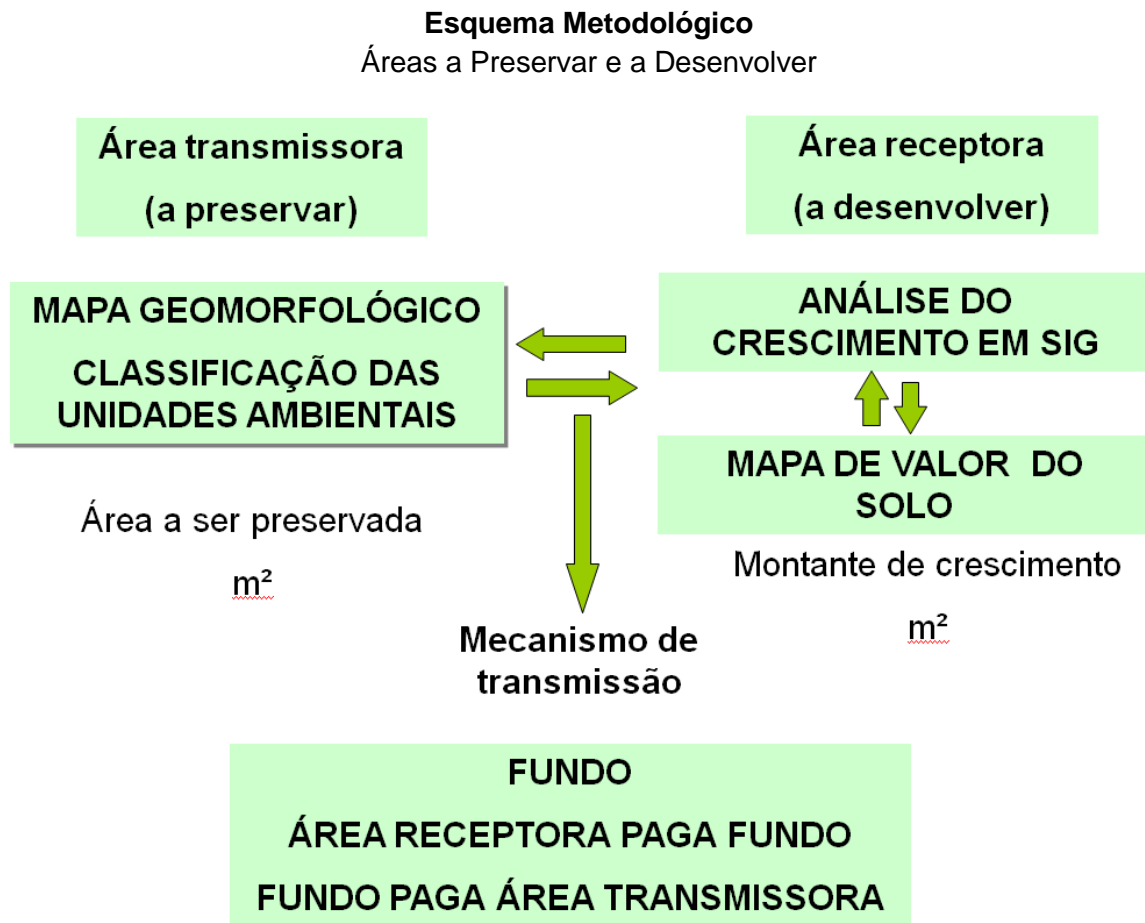 Esquema Metodológico
Áreas a Preservar e a Desenvolver
Área transmissora
(a preservar)
Área receptora
(a desenvolver)
MAPA GEOMORFOLÓGICO
CLASSIFICAÇÃO DAS
UNIDADES AMBIENTAIS
ANÁLISE DO
CRESCIMENTO EM SIG
MAPA DE VALOR DO
SOLO
Área a ser preservada
m²
Montante de crescimento
m²
Mecanismo de
transmissão
FUNDO
ÁREA RECEPTORA PAGA FUNDO
FUNDO PAGA ÁREA TRANSMISSORA